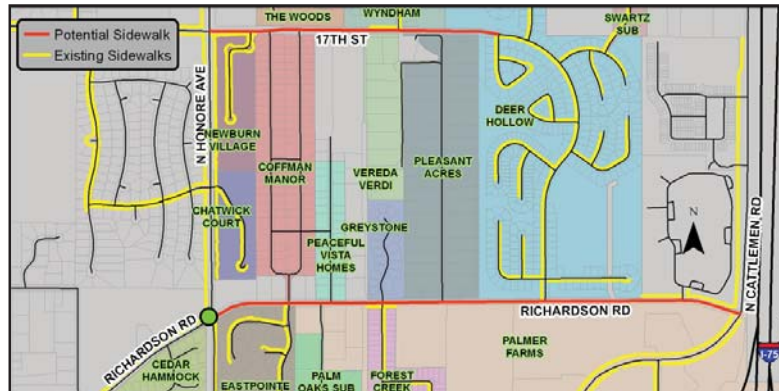 Potential Sidewalk
Existing Sidewalks
THE WOODS
WYNDHAM
SWARTZ
SUB
17TH ST
N HONORE AVE
NEWBURN
VILLAGE
COFFMAN
MANOR
VEREDA
VERDI
PLEASANT
ACRES
DEER
HOLLOW
CHATWICK
COURT
PEACEFUL
VISTA
HOMES
GREYSTONE
N
N CATTLEMEN RD
RICHARDSON RD
RICHARDSON RD
CEDAR
HAMMOCK
EASTPOINTE
PALM
OAKS SUB
FOREST
CREEK
PALMER
FARMS
I-75